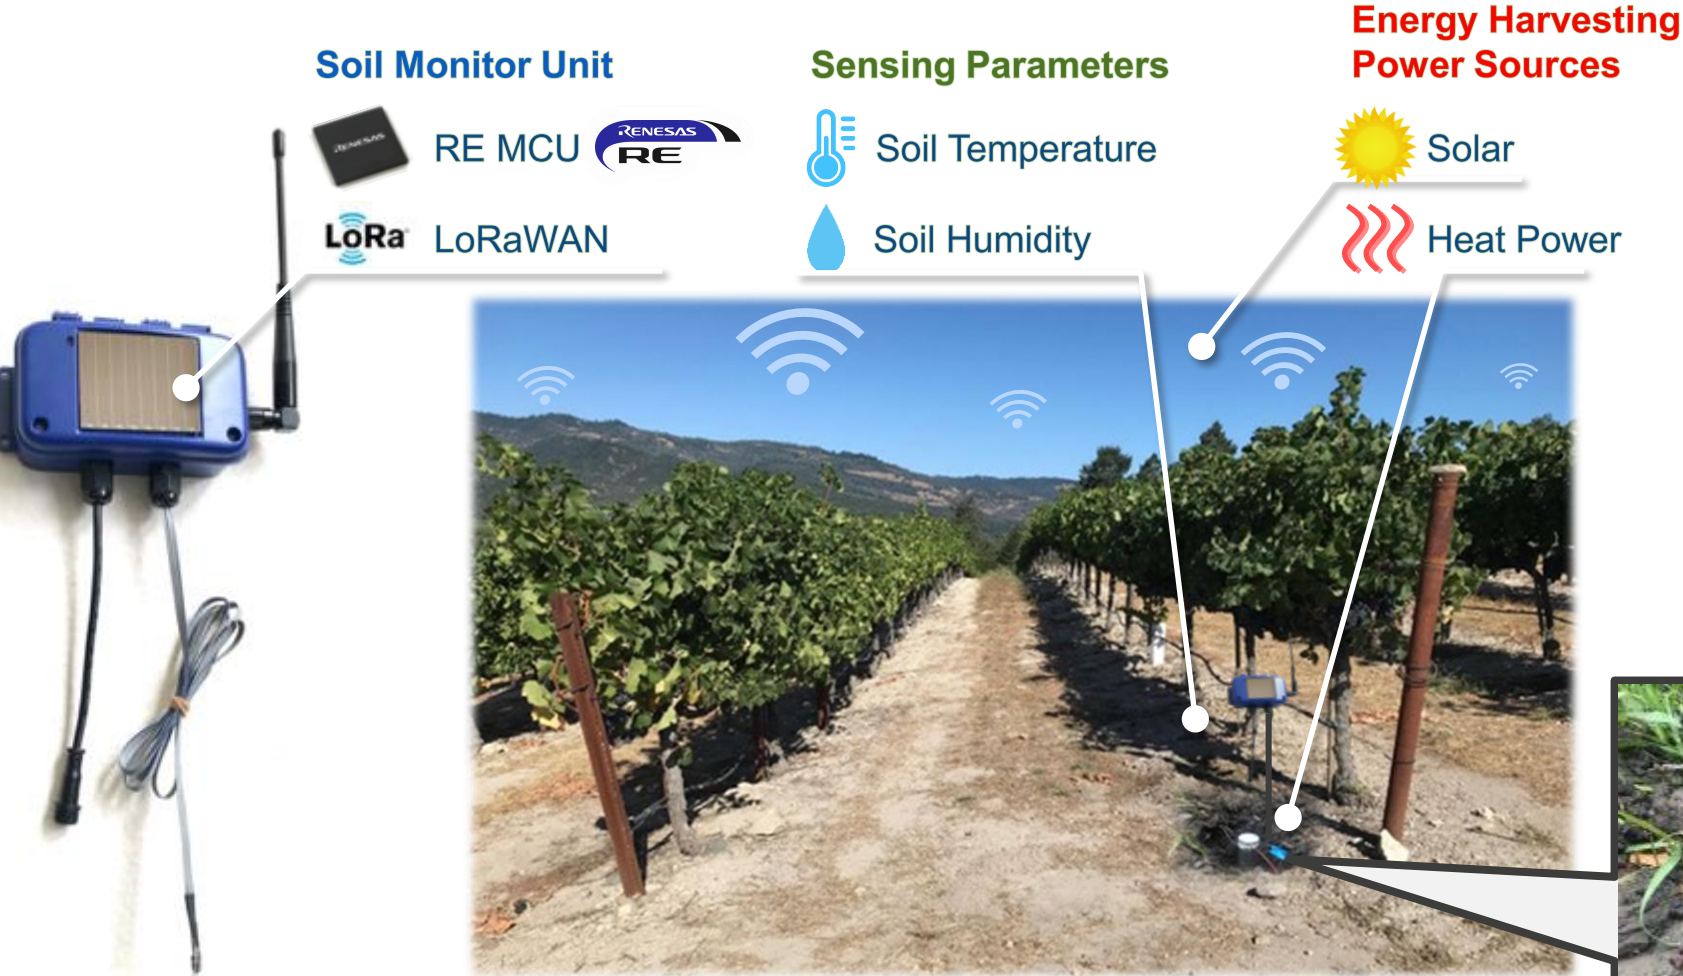 Soil Monitor Unit
RENESAS
RE MCU
RENESAS
RE
LoRa
LoRaWAN
Sensing Parameters
Soil Temperature
Soil Humidity
Energy Harvesting
Power Sources
Solar
Heat Power